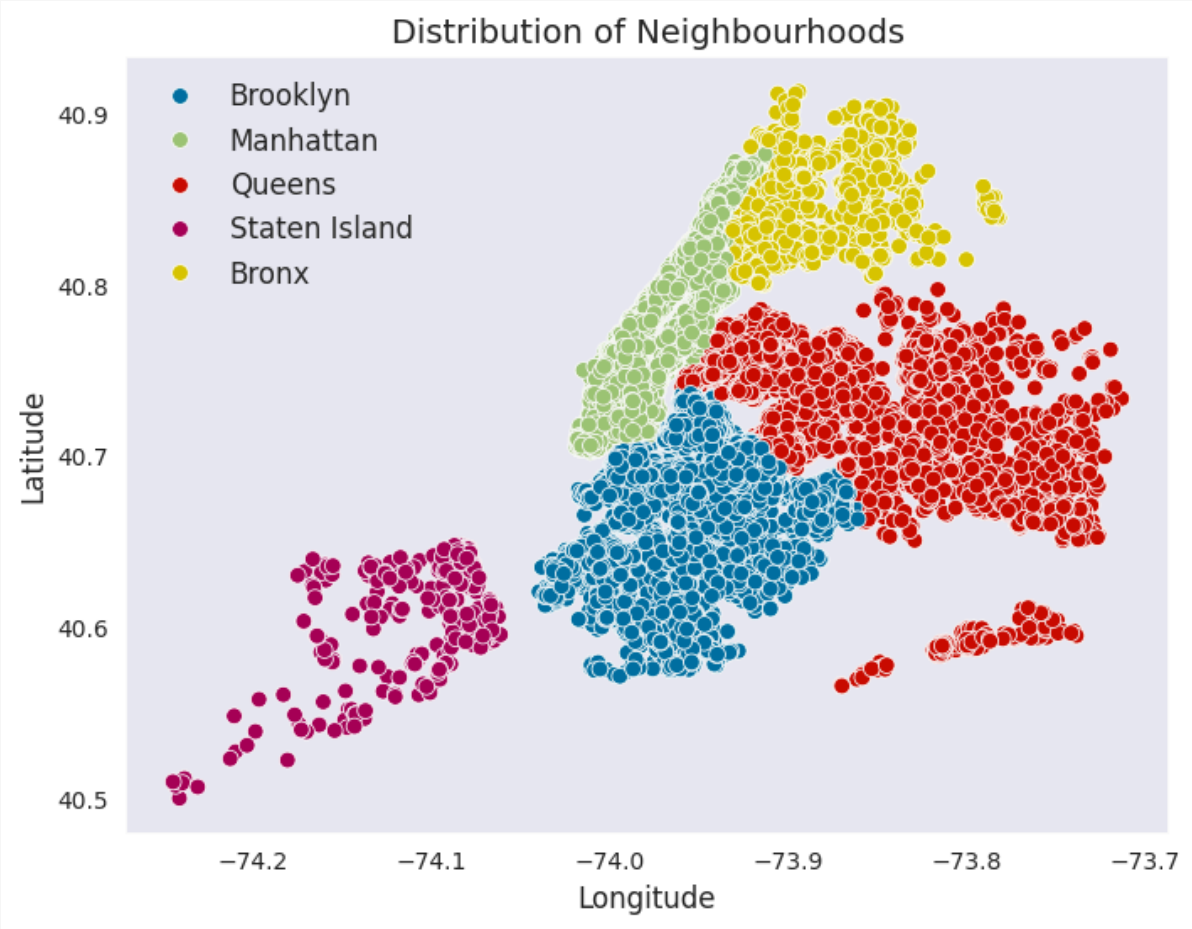 Distribution of Neighbourhoods
Brooklyn
Manhattan
Queens
Staten Island
Bronx
40.9
40.8
40.7
40.6
40.5
Latitude
−74.2 −74.1 −74.0 −73.9 −73.8 −73.7
Longitude